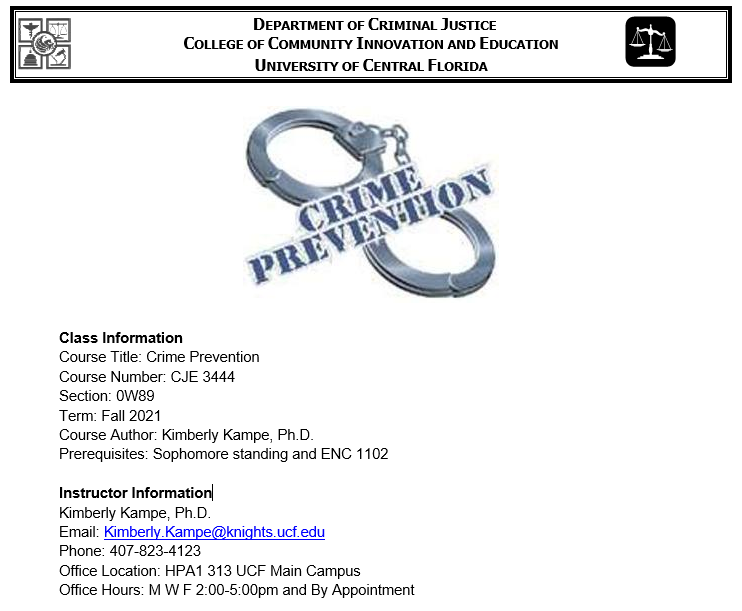 DEPARTMENT OF CRIMINAL JUSTICE
COLLEGE OF COMMUNITY INNOVATION AND EDUCATION
UNIVERSITY OF CENTRAL FLORIDA
CRIME
PREVENTION
Class Information
Course Title: Crime Prevention
Course Number: CJE 3444
Section: 0W89
Term: Fall 2021
Course Author: Kimberly Kampe, Ph.D.
Prerequisites: Sophomore standing and ENC 1102
Instructor Information
Kimberly Kampe, Ph.D.
Email: Kimberly.Kampe@knights.ucf.edu
Phone: 407-823-4123
Office Location: HPA1 313 UCF Main Campus
Office Hours: M W F 2:00-5:00pm and By Appointment